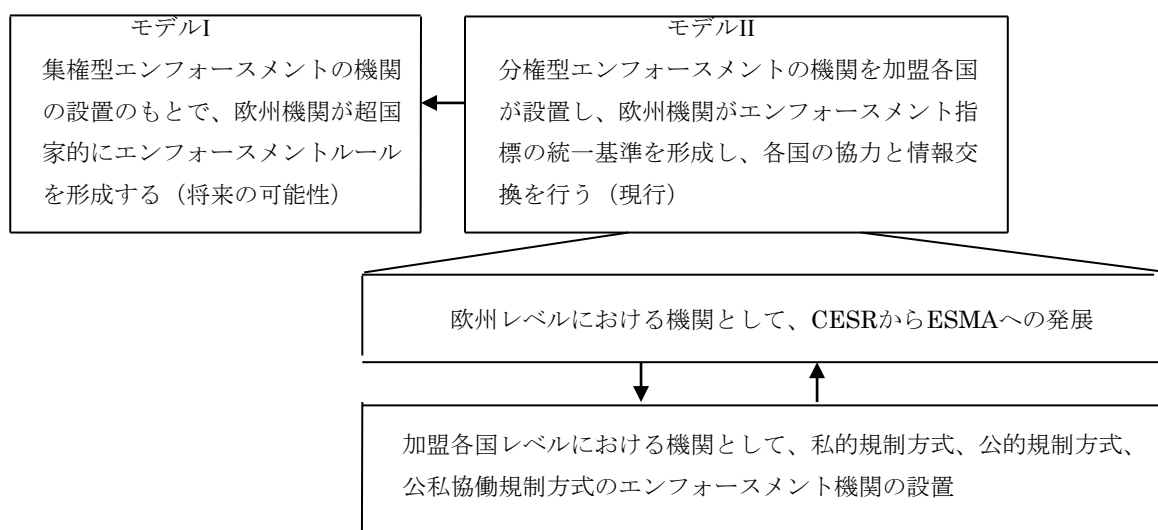 モデルI
集権型エンフォースメントの機関
の設置のもとで、欧州機関が超国
家的にエンフォースメントルール
を形成する（将来の可能性）
モデルII
分権型エンフォースメントの機関を加盟各国
が設置し、欧州機関がエンフォースメント指
標の統一基準を形成し、各国の協力と情報交
換を行う（現行）
欧州レベルにおける機関として、CESRからESMAへの発展
加盟各国レベルにおける機関として、私的規制方式、公的規制方式、
公私協働規制方式のエンフォースメント機関の設置